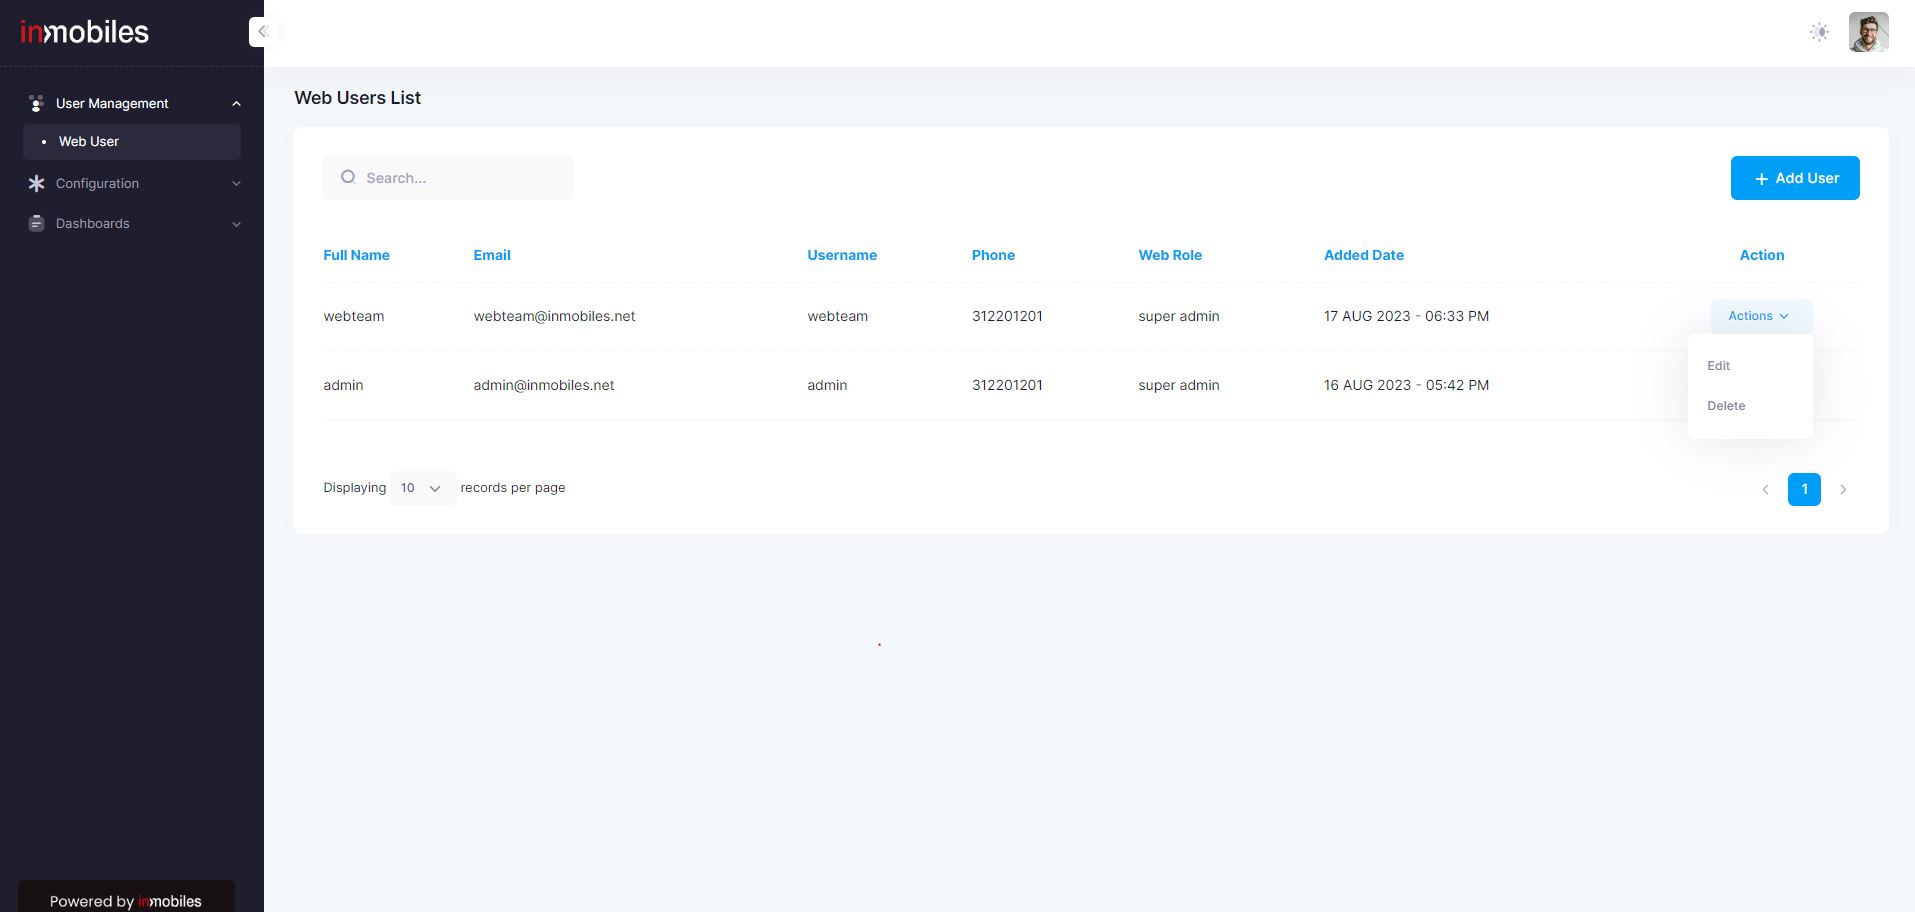 inmobiles
User Management
Web User
Configuration
Dashboards
Powered by inmobiles
Web Users List
Search...
+ Add User
Full Name Email Username Phone Web Role Added Date Action
webteam webteam@inmobiles.net webteam 312201201 super admin 17 AUG 2023 - 06:33 PM Actions
Edit
admin admin@inmobiles.net admin 312201201 super admin 16 AUG 2023 - 05:42 PM
Delete
Displaying 10 records per page
1